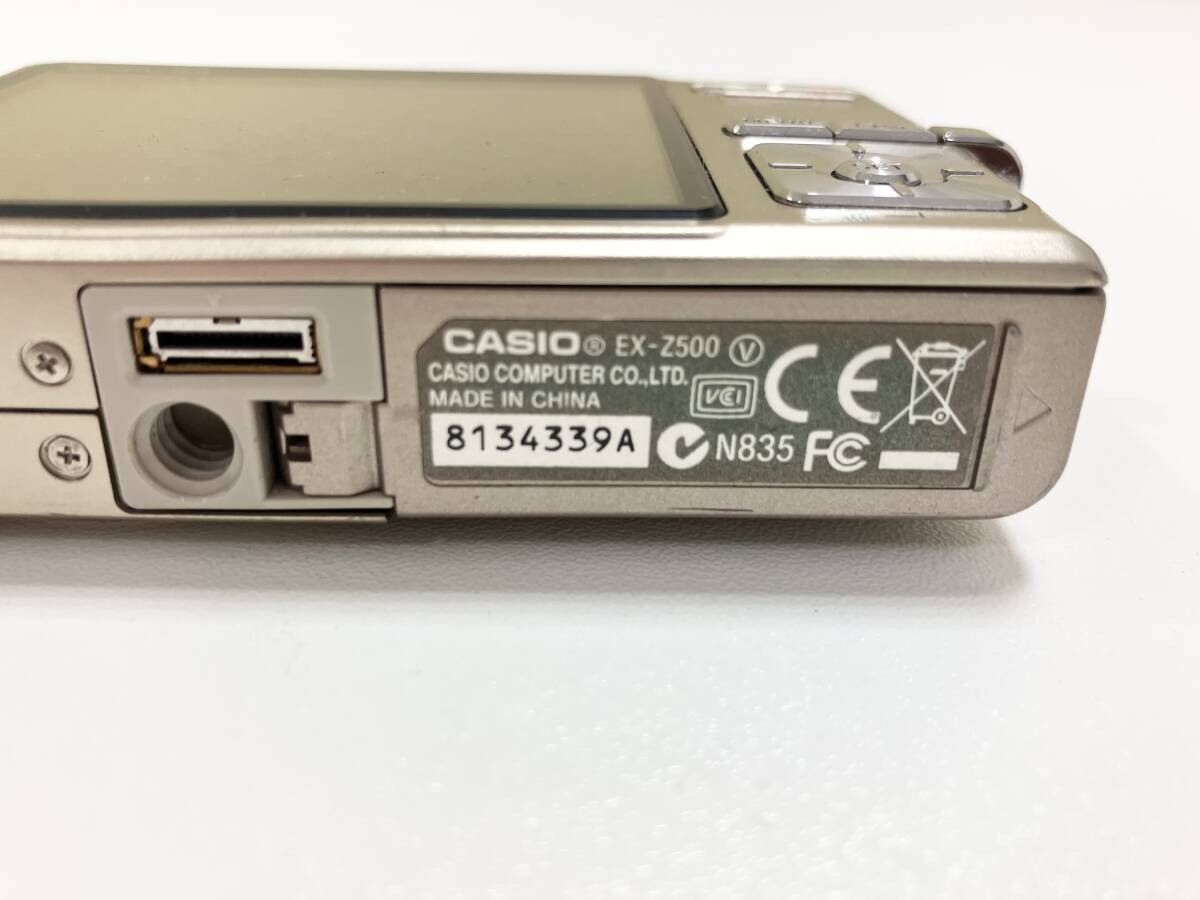 CASIO® EX-Z500 Ⓥ
CASIO COMPUTER CO.,LTD.
MADE IN CHINA
VCI
CE
8134339A
N835 FC